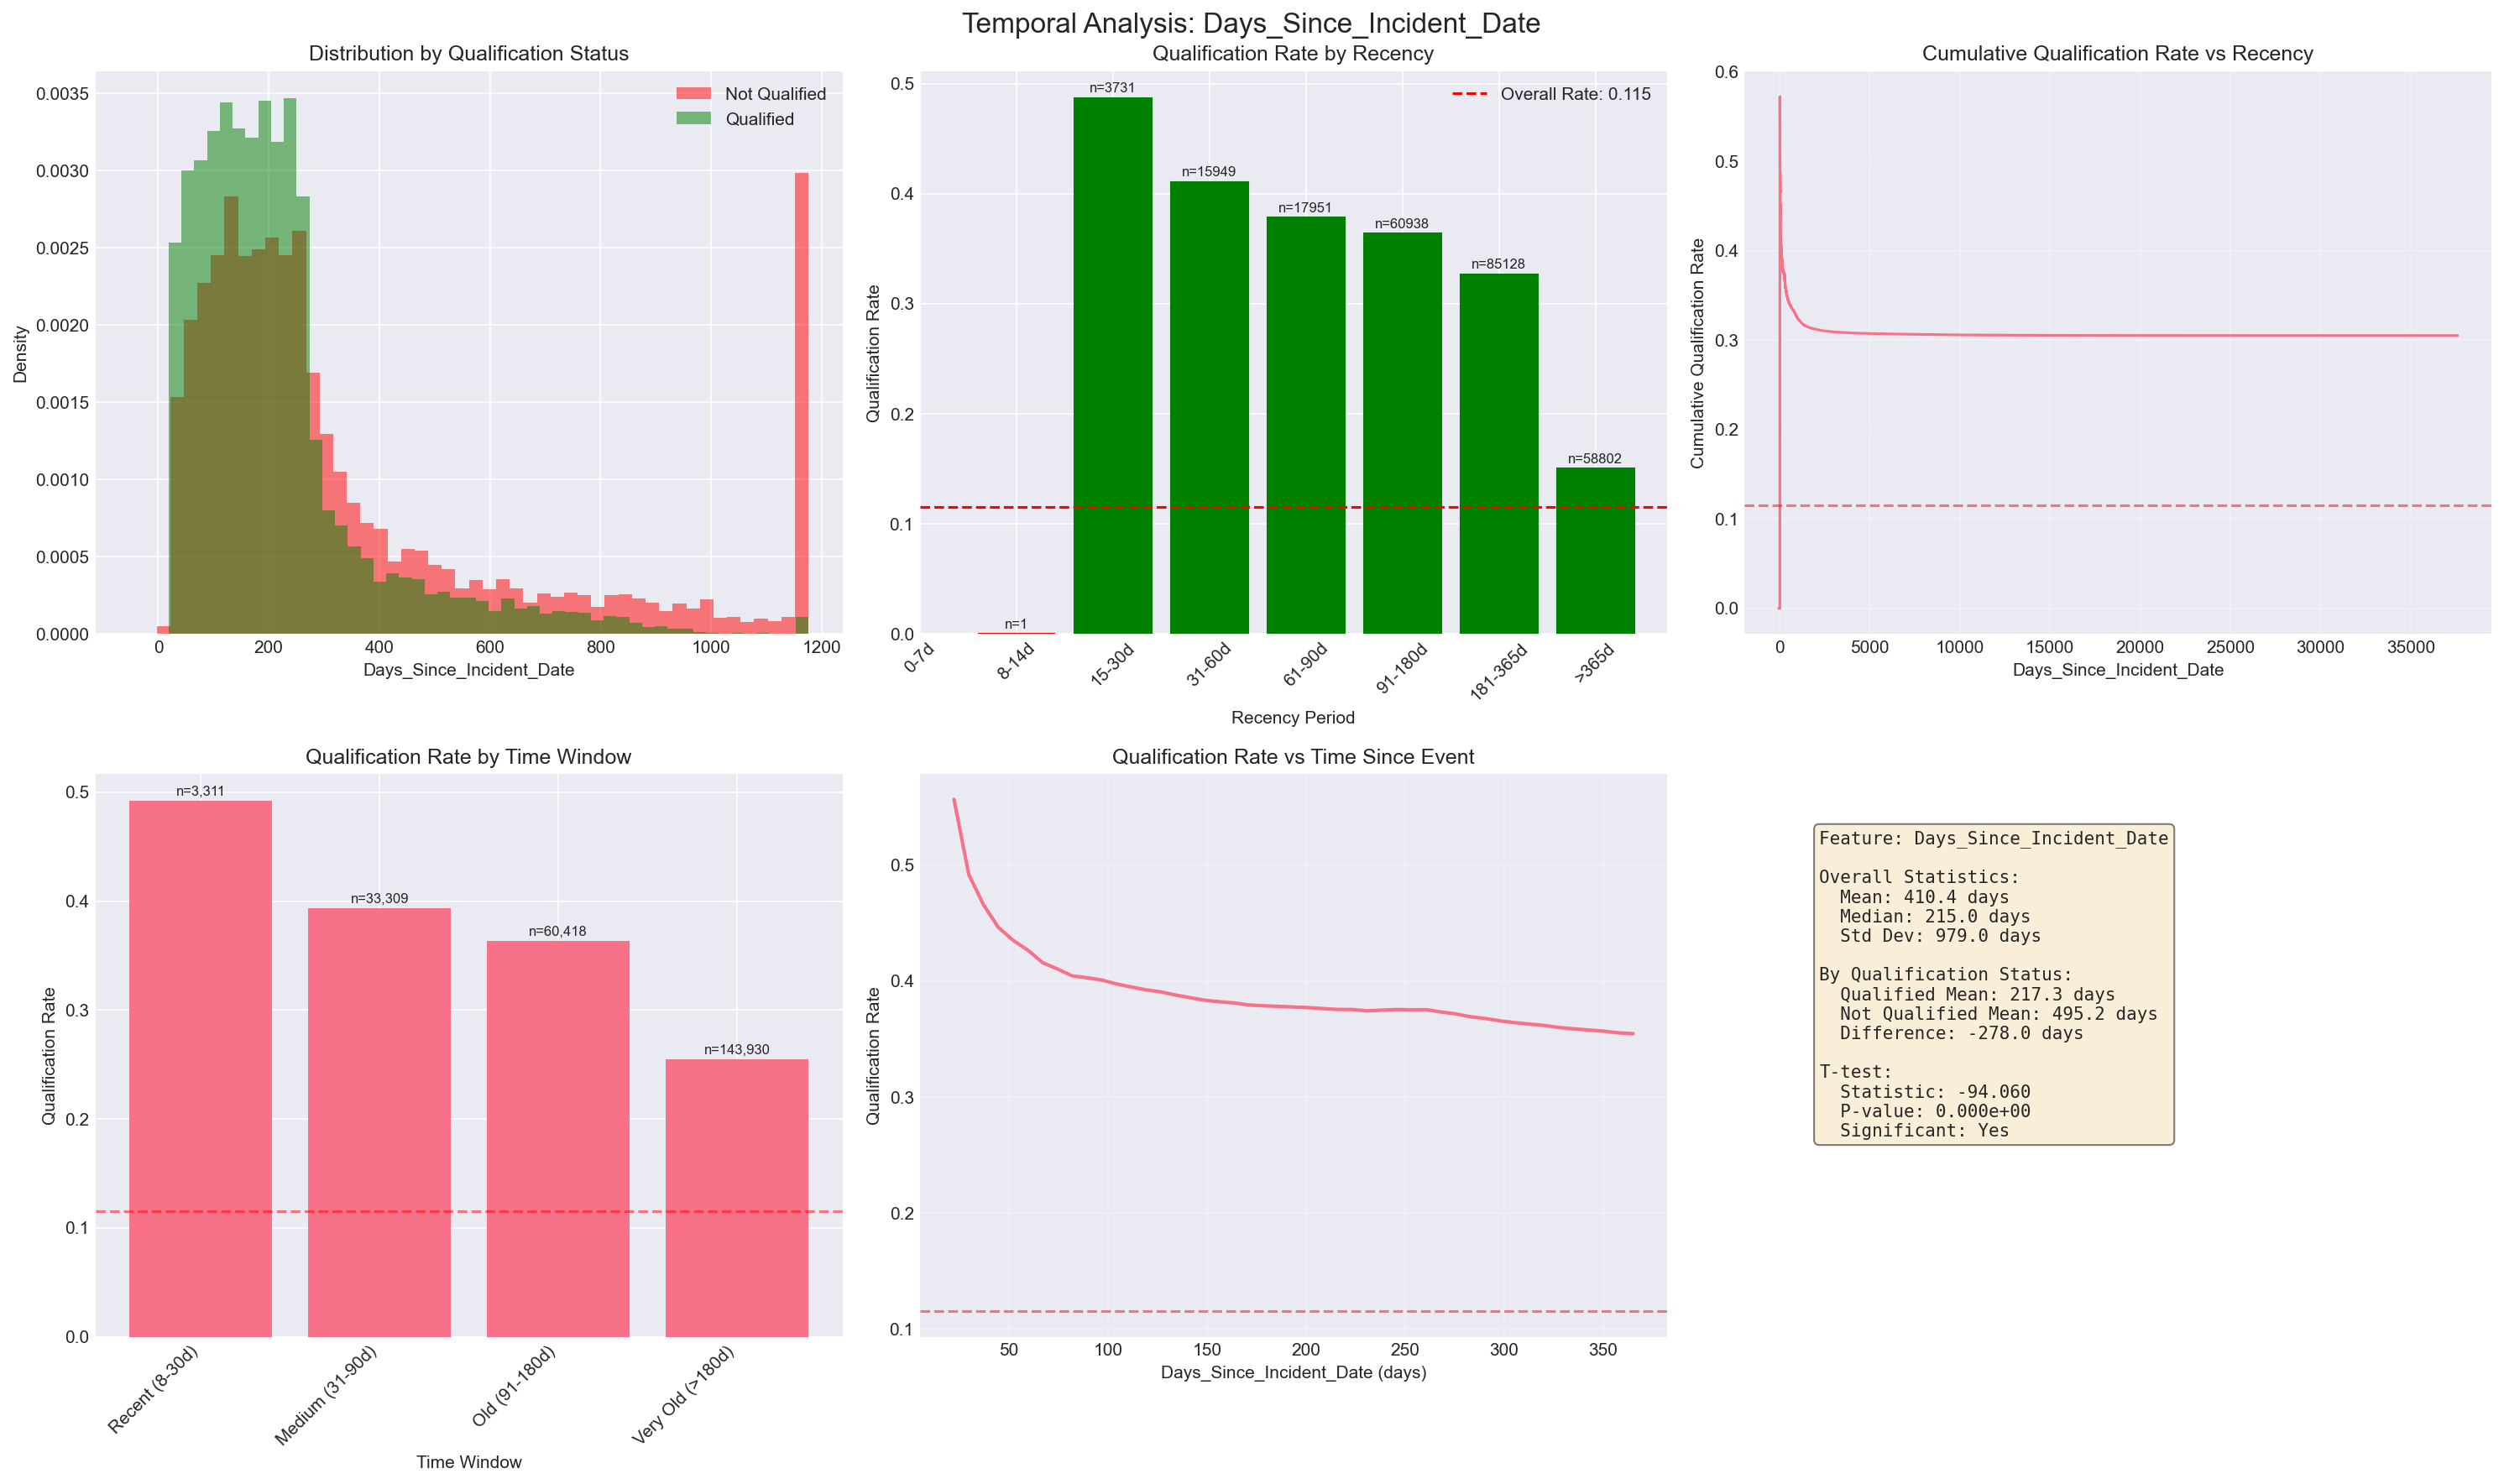 Temporal Analysis: Days_Since_Incident_Date
Distribution by Qualification Status
Density
0.0035
0.0030
0.0025
0.0020
0.0015
0.0010
0.0005
0.0000
Not Qualified
Qualified
0
200
400
600
800
1000
1200
Days_Since_Incident_Date
Qualification Rate by Recency
Qualification Rate
0.5
0.4
0.3
0.2
0.1
0.0
Overall Rate: 0.115
n=1
n=3731
n=15949
n=17951
n=60938
n=85128
n=58802
0-7d
8-14d
15-30d
31-60d
61-90d
91-180d
181-365d
>365d
Recency Period
Cumulative Qualification Rate vs Recency
Cumulative Qualification Rate
0.6
0.5
0.4
0.3
0.2
0.1
0.0
0
5000
10000
15000
20000
25000
30000
35000
Days_Since_Incident_Date
Qualification Rate by Time Window
Qualification Rate
0.5
0.4
0.3
0.2
0.1
0.0
n=3,311
n=33,309
n=60,418
n=143,930
Recent (8-30d)
Medium (31-90d)
Old (91-180d)
Very Old (>180d)
Time Window
Qualification Rate vs Time Since Event
Qualification Rate
0.5
0.4
0.3
0.2
0.1
50
100
150
200
250
300
350
Days_Since_Incident_Date (days)
Feature: Days_Since_Incident_Date
Overall Statistics:
Mean: 410.4 days
Median: 215.0 days
Std Dev: 979.0 days
By Qualification Status:
Qualified Mean: 217.3 days
Not Qualified Mean: 495.2 days
Difference: -278.0 days
T-test:
Statistic: -94.060
P-value: 0.000e+00
Significant: Yes